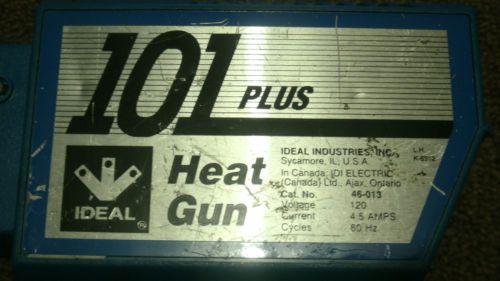 101 PLUS
IDEAL
Heat
Gun
IDEAL INDUSTRIES, INC.
Sycamore, IL, U.S.A.
In Canada: IDI ELECTRIC
(Canada) Ltd. Ajax, Ontario
Cat. No. 46-013
Voltage 120
Current 4.5 AMPS
Cycles 60 Hz
L.H.